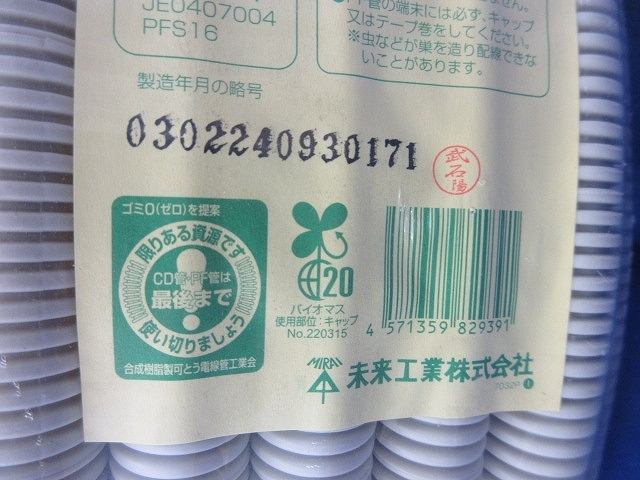 JE0407004
PFS16
管の端末には必ず、キャップ
又はテープ巻をしてください。
※虫などが巣を造り配線できな
いことがあります。
製造年月の略号
0302240930171
武石陽
ゴミ0(ゼロ)を提案
限りある資源です
CD管・PF管は
最後まで
使い切りましょう
合成樹脂製可とう電線管工業会
20
バイオマス
使用部位:キャップ
No.220315
4 571359 829391
MIRAI
未来工業株式会社
7032P 1